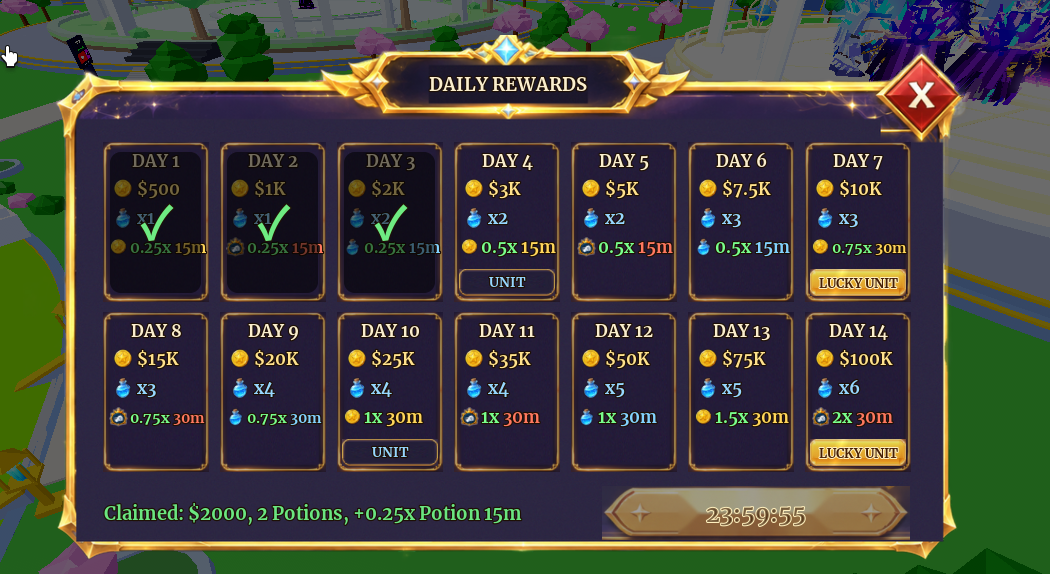 DAILY REWARDS
X
DAY 1
$500
x1
0.25x 15m
DAY 2
$1K
x1
0.25x 15m
DAY 3
$2K
x2
0.25x 15m
DAY 4
$3K
x2
0.5x 15m
UNIT
DAY 5
$5K
x2
0.5x 15m
DAY 6
$7.5K
x3
0.5x 15m
DAY 7
$10K
x3
0.75x 30m
LUCKY UNIT
DAY 8
$15K
x3
0.75x 30m
DAY 9
$20K
x4
0.75x 30m
DAY 10
$25K
x4
1x 30m
UNIT
DAY 11
$35K
x4
1x 30m
DAY 12
$50K
x5
1x 30m
DAY 13
$75K
x5
1.5x 30m
DAY 14
$100K
x6
2x 30m
LUCKY UNIT
Claimed: $2000, 2 Potions, +0.25x Potion 15m
23:59:55